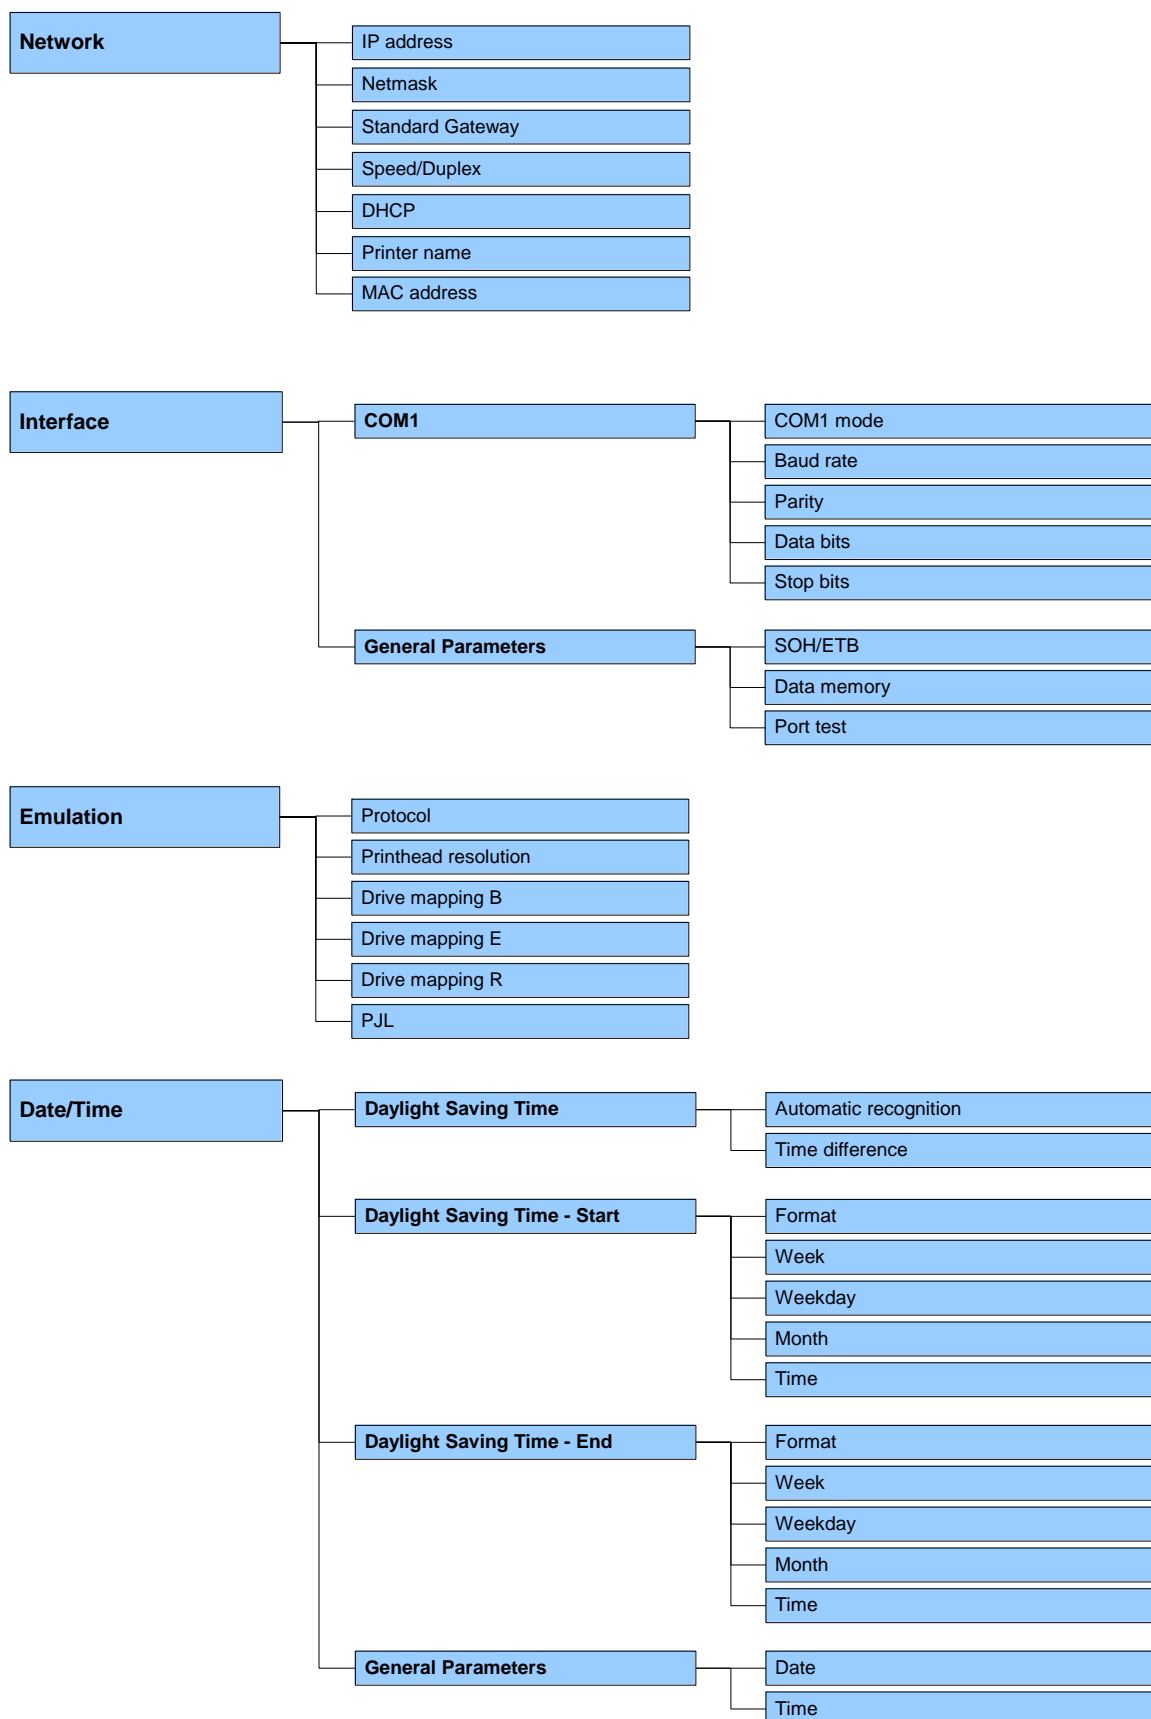 Network
IP address
Netmask
Standard Gateway
Speed/Duplex
DHCP
Printer name
MAC address
Interface
COM1
COM1 mode
Baud rate
Parity
Data bits
Stop bits
General Parameters
SOH/ETB
Data memory
Port test
Emulation
Protocol
Printhead resolution
Drive mapping B
Drive mapping E
Drive mapping R
PJL
Date/Time
Daylight Saving Time
Automatic recognition
Time difference
Daylight Saving Time - Start
Format
Week
Weekday
Month
Time
Daylight Saving Time - End
Format
Week
Weekday
Month
Time
General Parameters
Date
Time